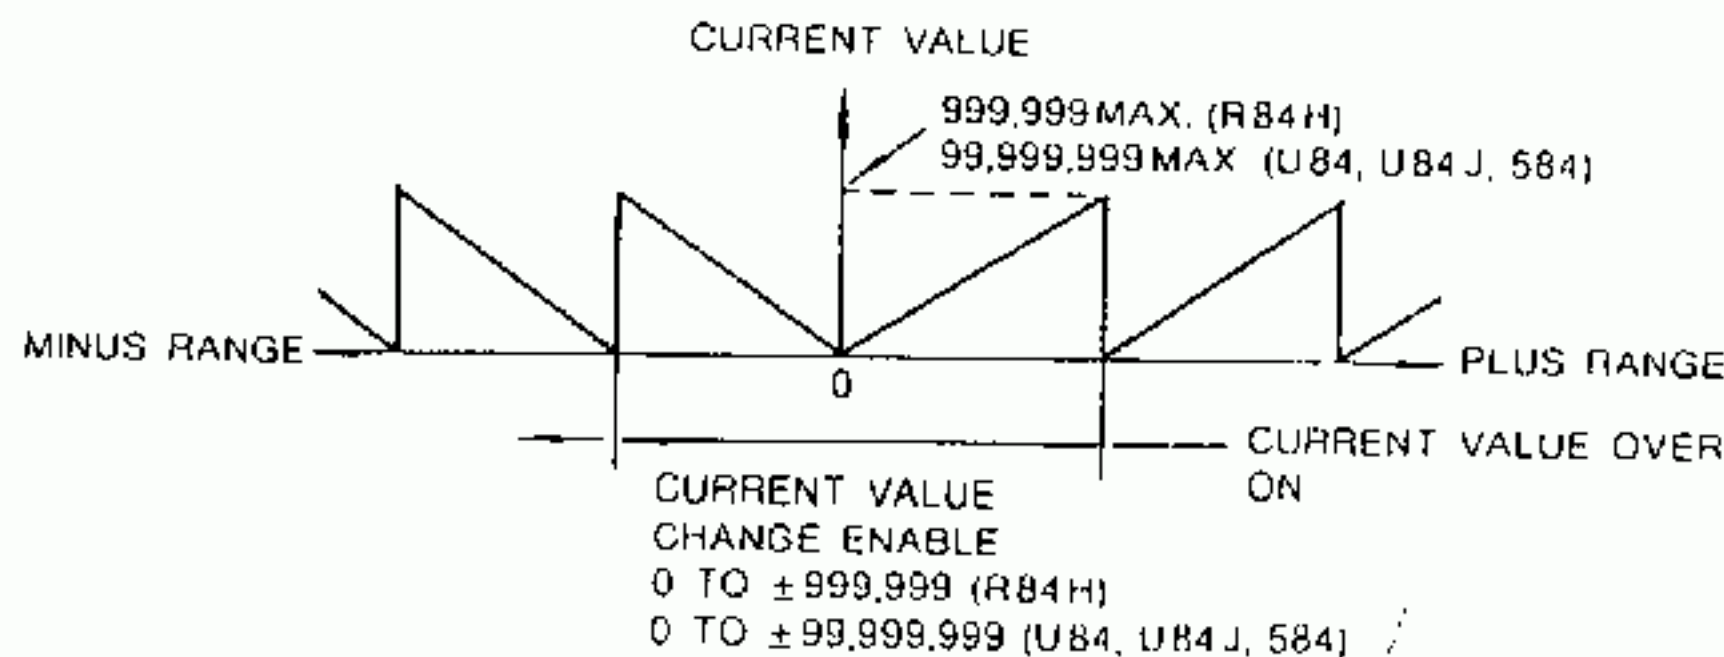 CURRENT VALUE
999,999 MAX. (R84H)
99,999,999 MAX (U84, U84J, 584)
MINUS RANGE
PLUS RANGE
0
CURRENT VALUE OVER
ON
CURRENT VALUE
CHANGE ENABLE
0 TO ±999,999 (R84H)
0 TO ±99,999,999 (U84, U84J, 584)